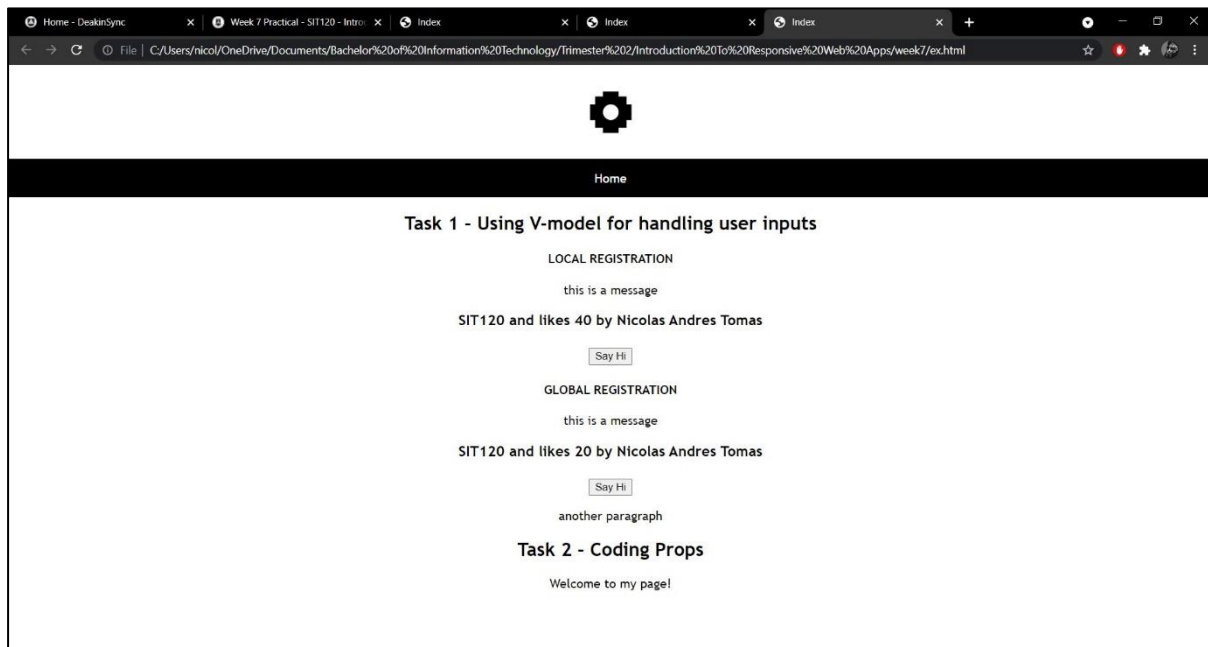 Home - DeakinSync
Week 7 Practical - SIT120 - Introd
Index
Index
Index
File | C:/Users/nicol/OneDrive/Documents/Bachelor%20of%20Information%20Technology/Trimester%202/Introduction%20To%20Responsive%20Web%20Apps/week7/ex.html
Home
Task 1 - Using V-model for handling user inputs
LOCAL REGISTRATION
this is a message
SIT120 and likes 40 by Nicolas Andres Tomas
Say Hi
GLOBAL REGISTRATION
this is a message
SIT120 and likes 20 by Nicolas Andres Tomas
Say Hi
another paragraph
Task 2 - Coding Props
Welcome to my page!